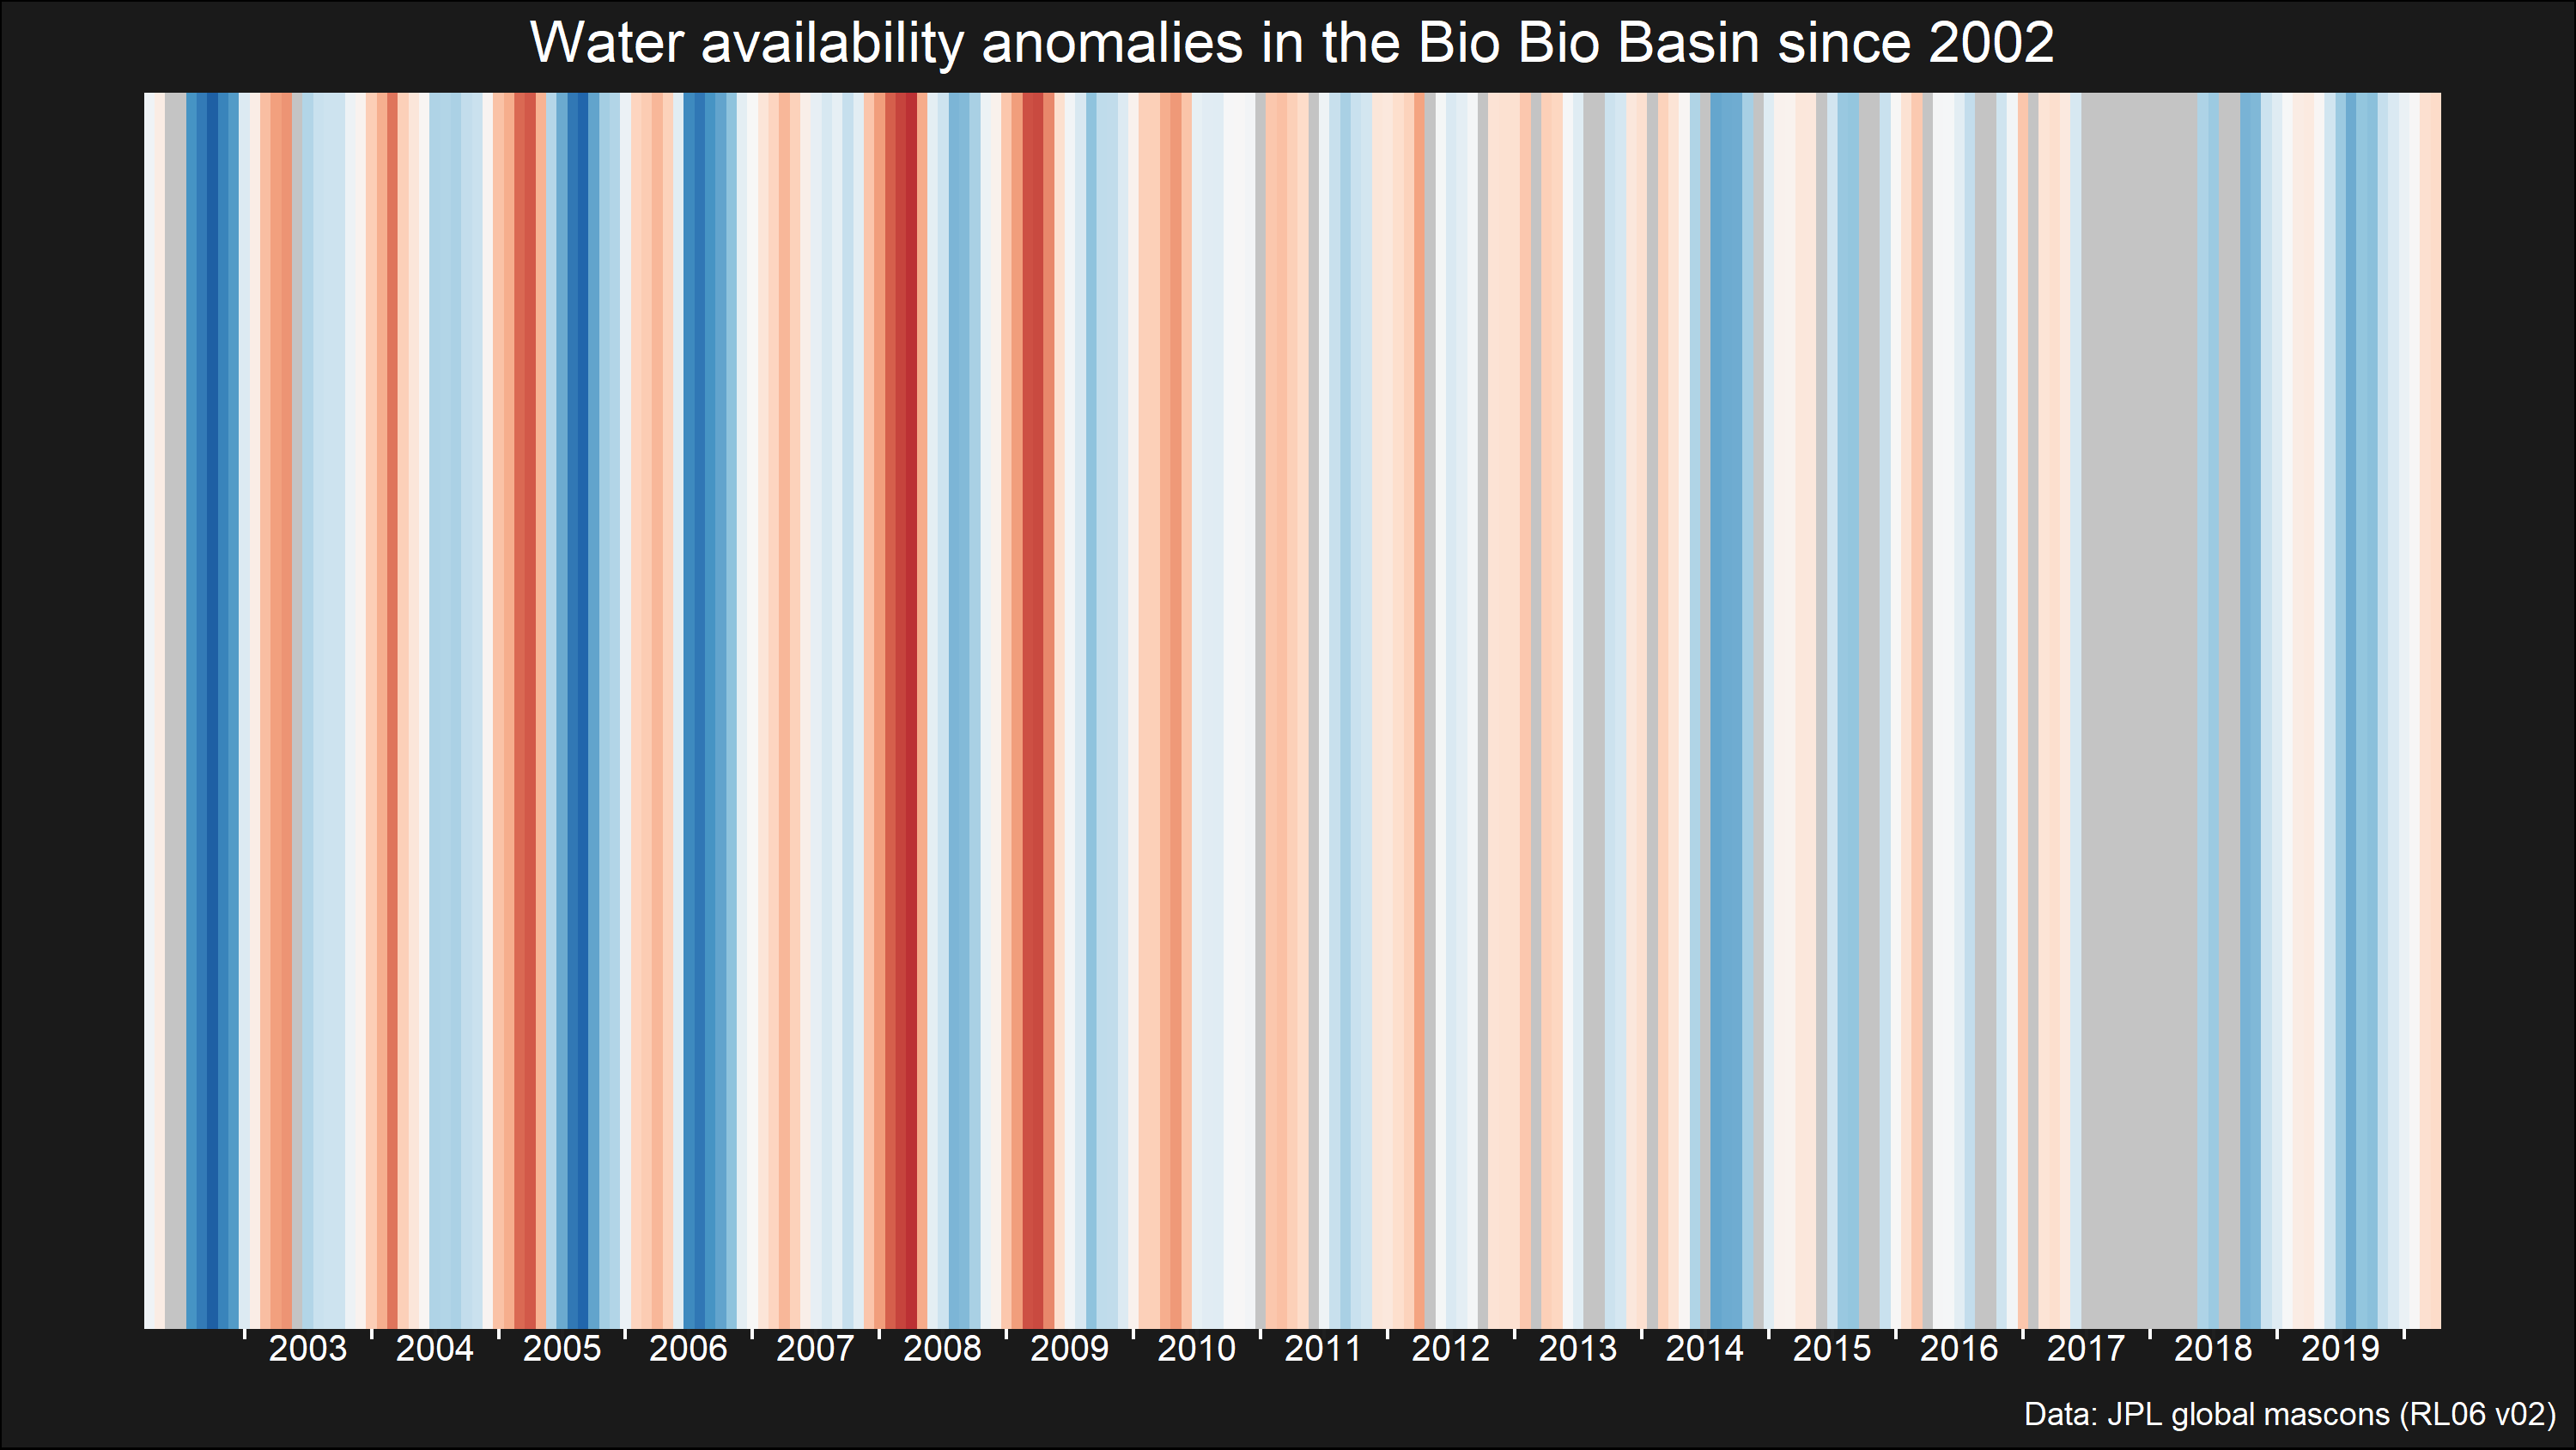 Water availability anomalies in the Bio Bio Basin since 2002
2003 2004 2005 2006 2007 2008 2009 2010 2011 2012 2013 2014 2015 2016 2017 2018 2019
Data: JPL global mascons (RL06 v02)